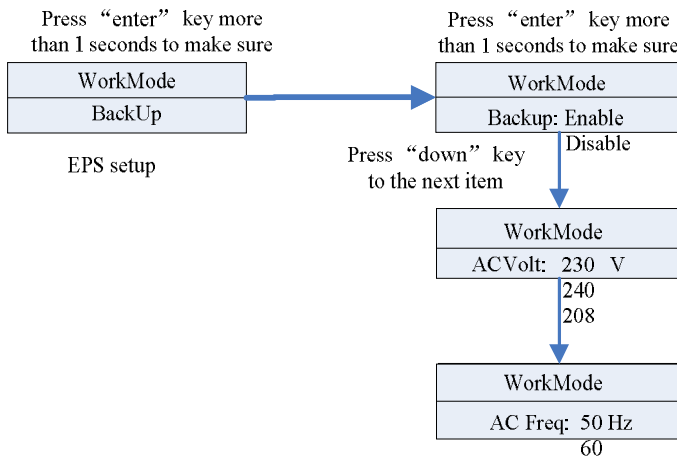 Press “enter” key more
than 1 seconds to make sure
WorkMode
BackUp
EPS setup
Press “enter” key more
than 1 seconds to make sure
WorkMode
Backup: Enable
Disable
Press “down” key
to the next item
WorkMode
ACVolt: 230 V
240
208
WorkMode
AC Freq: 50 Hz
60